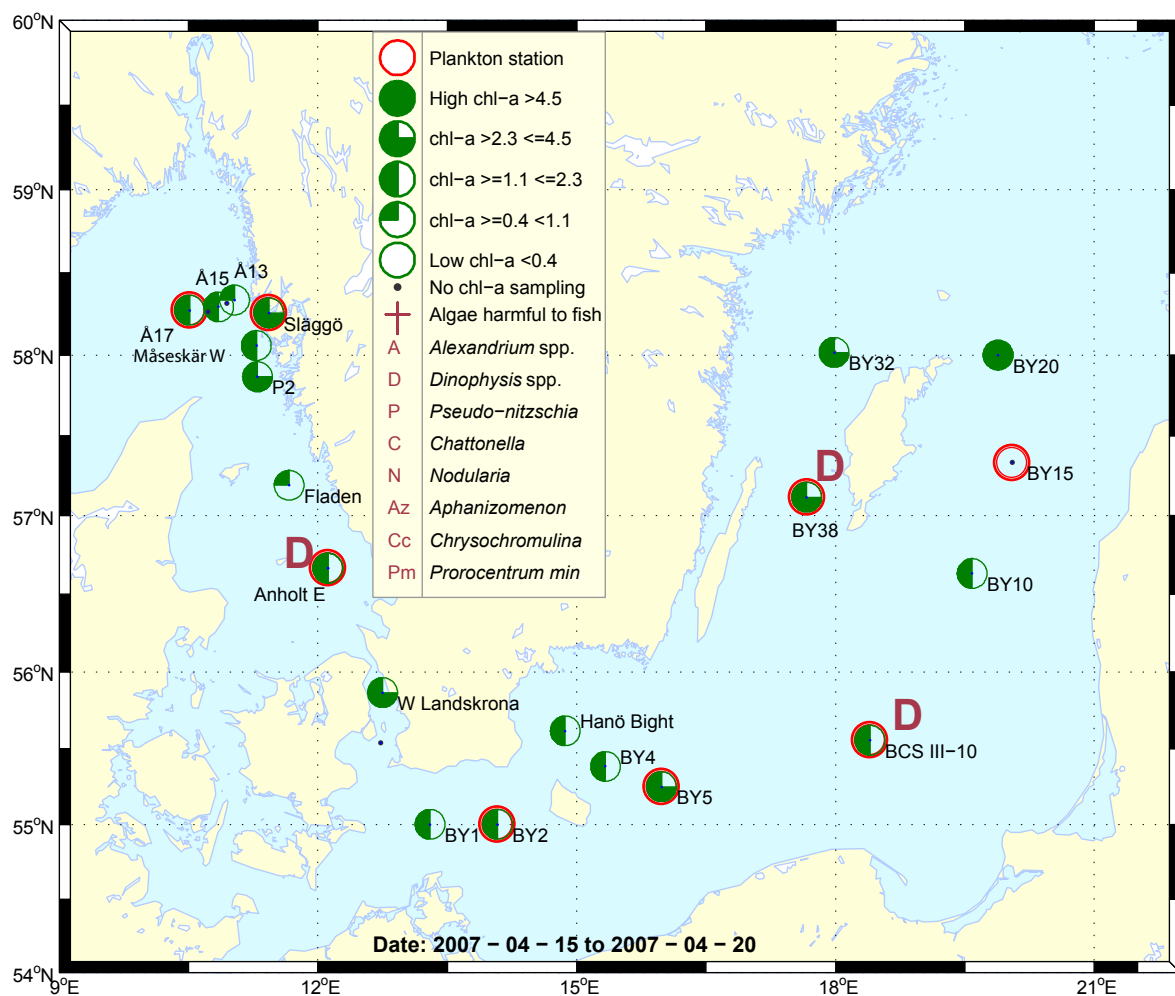 60°N
59°N
58°N
57°N
56°N
55°N
54°N
9°E
12°E
15°E
18°E
21°E
Plankton station
High chl−a >4.5
chl−a >2.3 <=4.5
chl−a >=1.1 <=2.3
chl−a >=0.4 <1.1
Low chl−a <0.4
No chl−a sampling
Algae harmful to fish
A Alexandrium spp.
D Dinophysis spp.
P Pseudo−nitzschia
C Chattonella
N Nodularia
Az Aphanizomenon
Cc Chrysochromulina
Pm Prorocentrum min
Å15
Å13
Å17
Släggö
Måseskär W
P2
Fladen
D
Anholt E
W Landskrona
Hanö Bight
BY4
BY5
BY1
BY2
BY32
BY20
D
BY15
BY38
BY10
D
BCS III−10
Date: 2007 − 04 − 15 to 2007 − 04 − 20